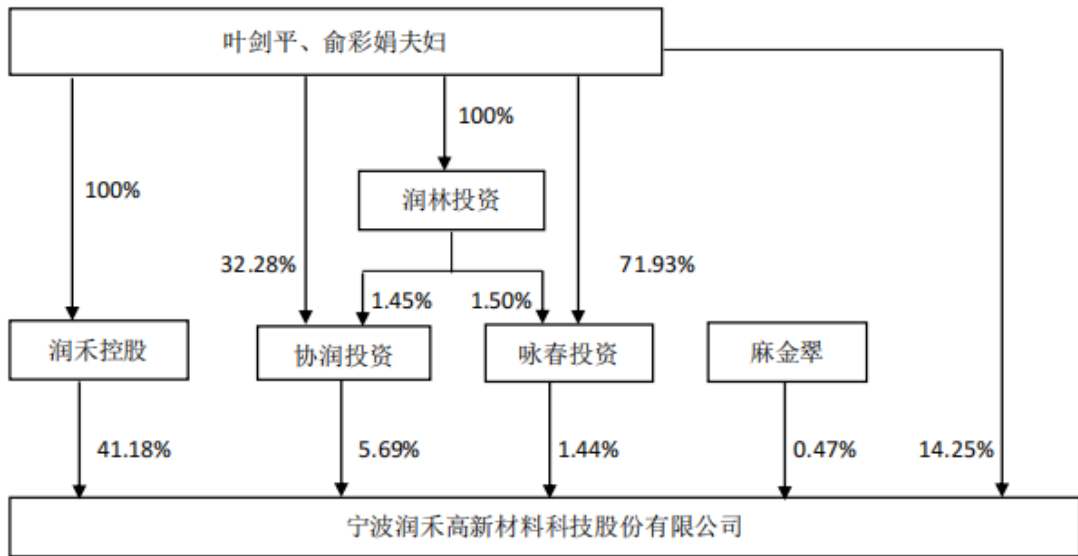 叶剑平、俞彩娟夫妇
100%
润林投资
100%
32.28%
71.93%
1.45%
1.50%
润禾控股
协润投资
咏春投资
麻金翠
41.18%
5.69%
1.44%
0.47%
14.25%
宁波润禾高新材料科技股份有限公司